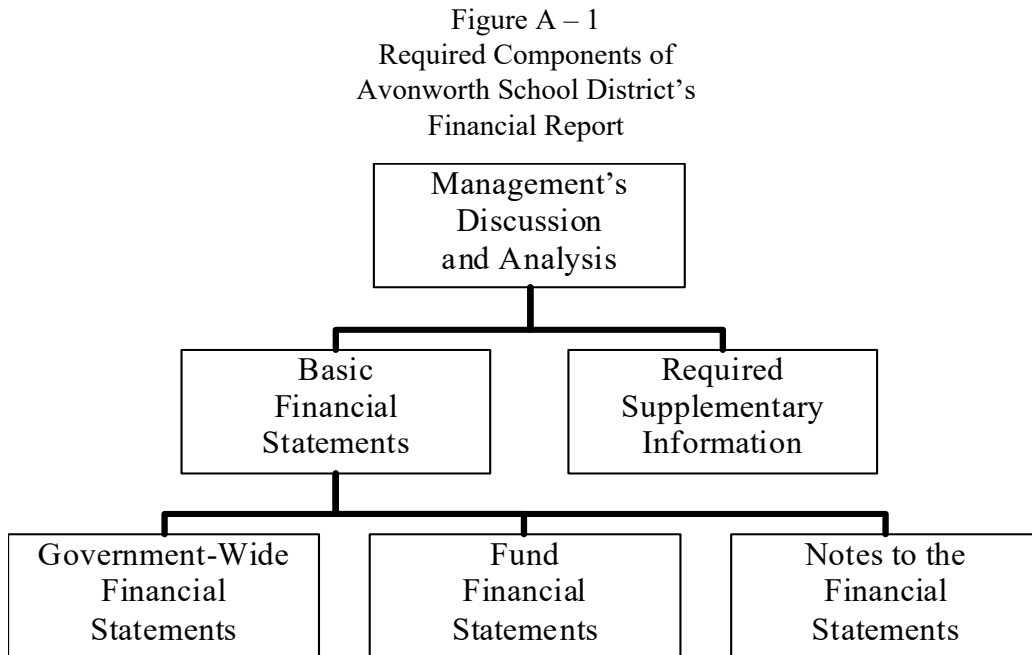 Figure A – 1
Required Components of
Avonworth School District’s
Financial Report
Management’s
Discussion
and Analysis
Basic
Financial
Statements
Required
Supplementary
Information
Government-Wide
Financial
Statements
Fund
Financial
Statements
Notes to the
Financial
Statements